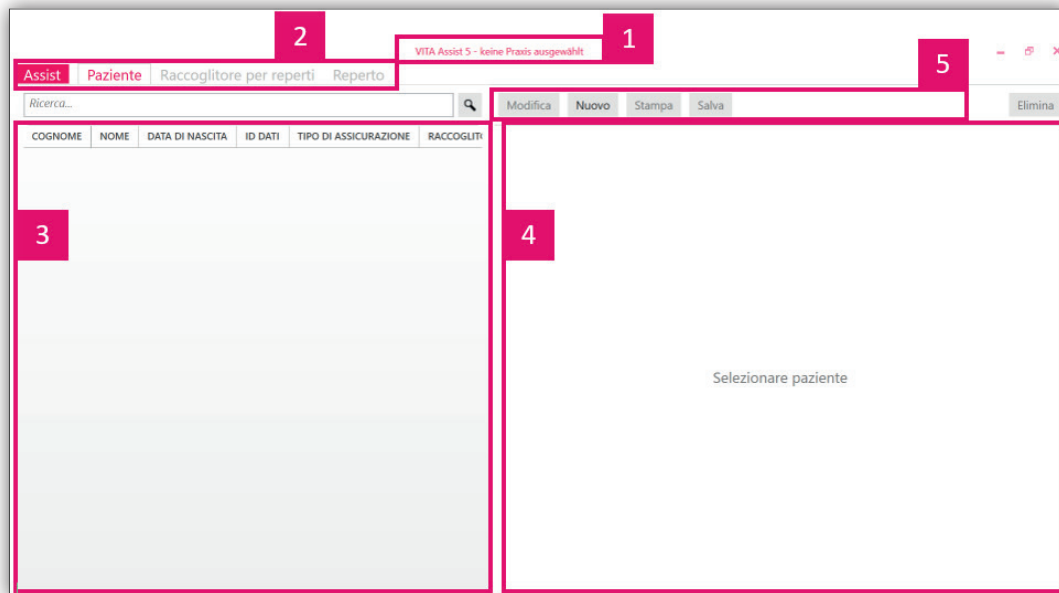 2
1
VITA Assist 5 - keine Praxis ausgewählt
5
Assist Paziente Raccoglitore per reperti Reperto
Ricerca...
Modifica Nuovo Stampa Salva Elimina
COGNOME NOME DATA DI NASCITA ID DATI TIPO DI ASSICURAZIONE RACCOGLIT
3
4
Selezionare paziente